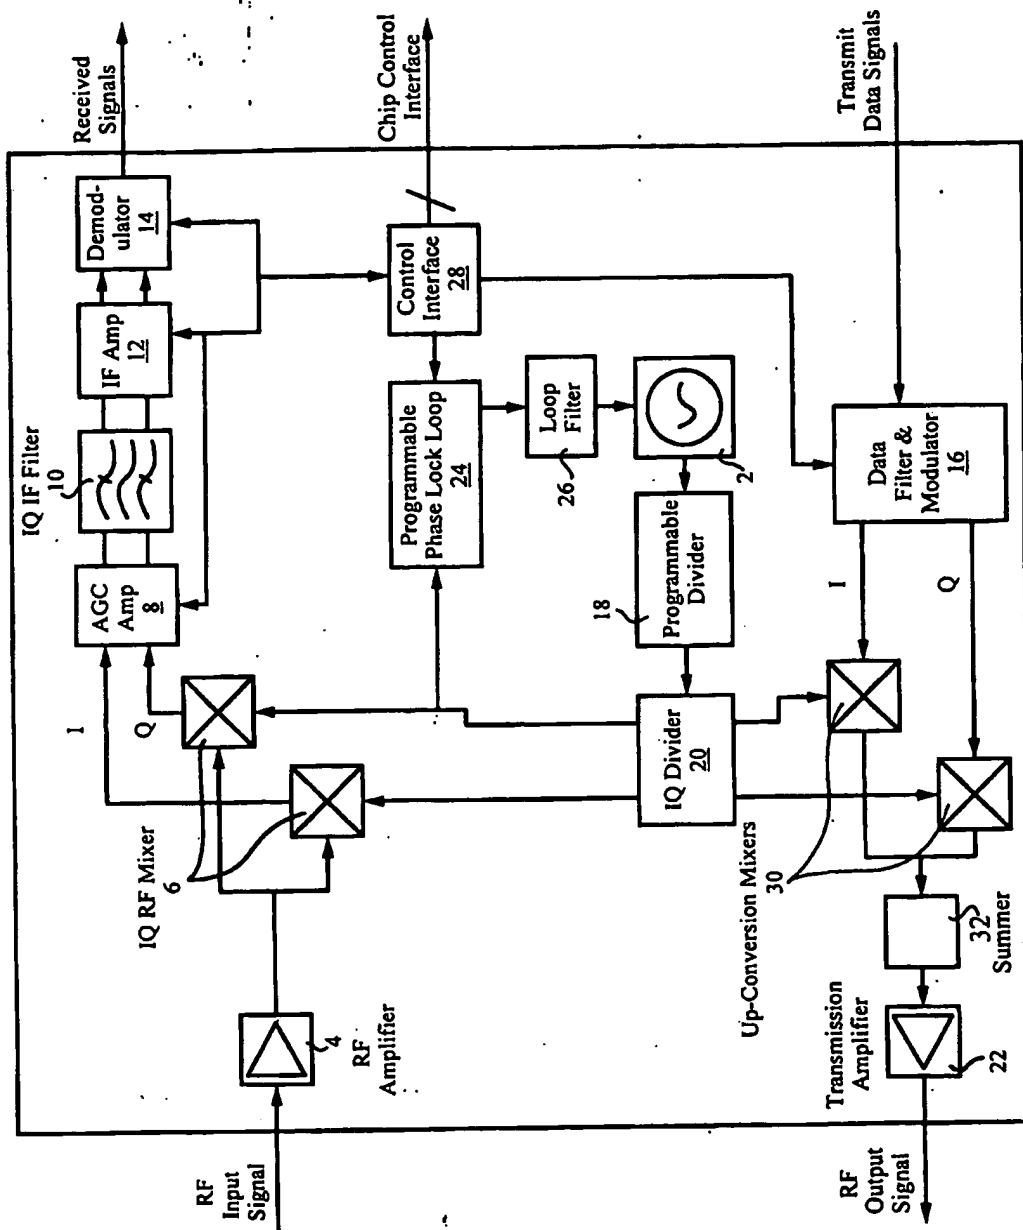 Received
Signals
Chip Control
Interface
Transmit
Data Signals
IQ IF Filter
10
AGC
Amp
8
IF Amp
12
Demod-
ulator
14
I
Q
IQ RF Mixer
6
RF
Input
Signal
4
RF
Amplifier
Programmable
Phase Lock Loop
24
Control
Interface
28
Loop
Filter
26
2
18
Programmable
Divider
IQ Divider
20
Data
Filter &
Modulator
16
I
Q
Up-Conversion Mixers
30
32
Summer
Transmission
Amplifier
22
RF
Output
Signal